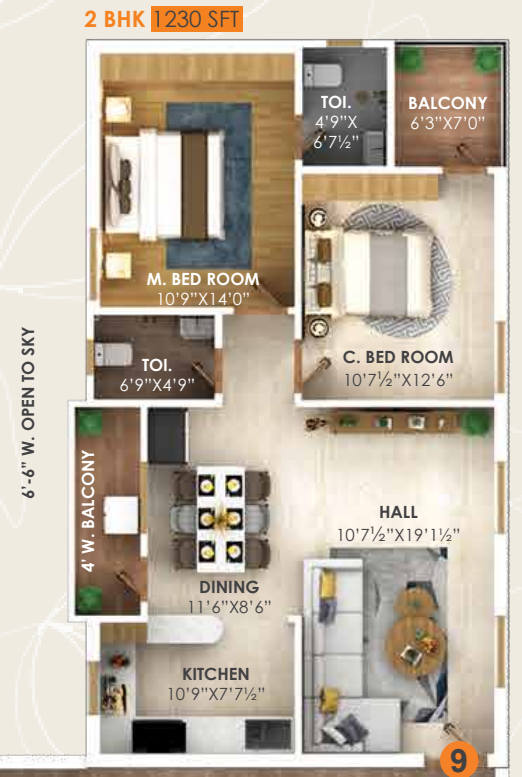 2 BHK 1230 SFT
TOI.
4'9"X
6'7½"
BALCONY
6'3"X7'0"
M. BED ROOM
10'9"X14'0"
C. BED ROOM
10'7½"X12'6"
TOI.
6'9"X4'9"
6'-6" W. OPEN TO SKY
4' W. BALCONY
HALL
10'7½"X19'1½"
DINING
11'6"X8'6"
KITCHEN
10'9"X7'7½"
9